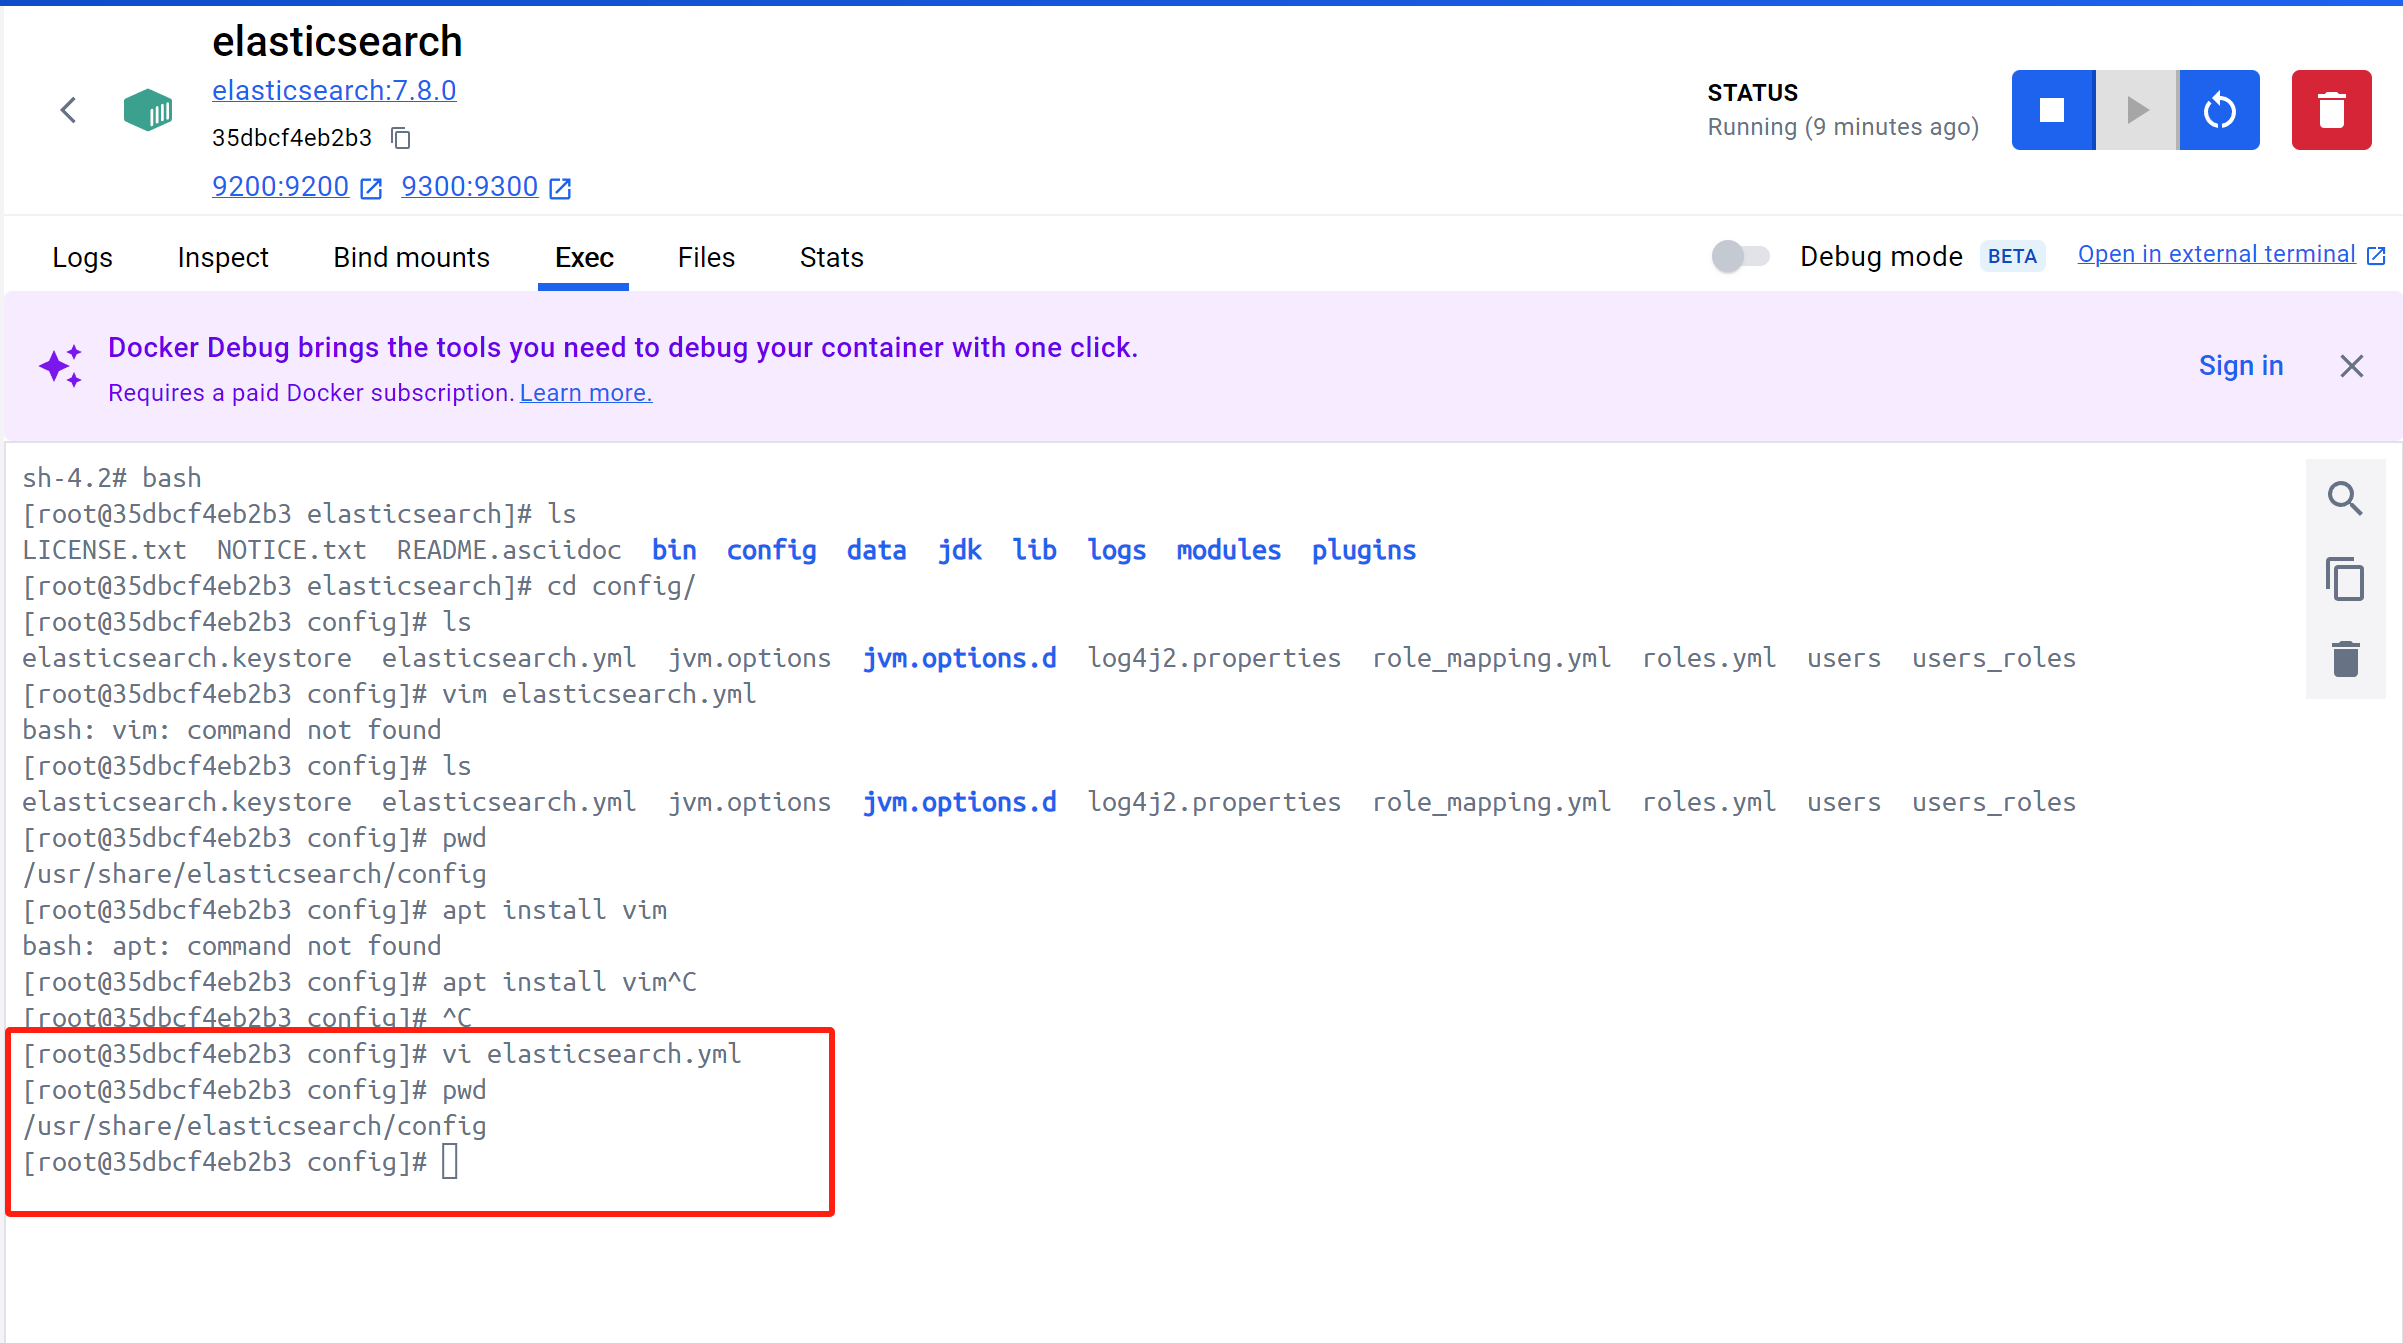 elasticsearch
elasticsearch:7.8.0
35dbcf4eb2b3
9200:9200 9300:9300
STATUS
Running (9 minutes ago)
Logs Inspect Bind mounts Exec Files Stats
Debug mode BETA Open in external terminal
Docker Debug brings the tools you need to debug your container with one click.
Requires a paid Docker subscription. Learn more.
Sign in
sh-4.2# bash
[root@35dbcf4eb2b3 elasticsearch]# ls
LICENSE.txt  NOTICE.txt  README.asciidoc  bin  config  data  jdk  lib  logs  modules  plugins
[root@35dbcf4eb2b3 elasticsearch]# cd config/
[root@35dbcf4eb2b3 config]# ls
elasticsearch.keystore  elasticsearch.yml  jvm.options  jvm.options.d  log4j2.properties  role_mapping.yml  roles.yml  users  users_roles
[root@35dbcf4eb2b3 config]# vim elasticsearch.yml
bash: vim: command not found
[root@35dbcf4eb2b3 config]# ls
elasticsearch.keystore  elasticsearch.yml  jvm.options  jvm.options.d  log4j2.properties  role_mapping.yml  roles.yml  users  users_roles
[root@35dbcf4eb2b3 config]# pwd
/usr/share/elasticsearch/config
[root@35dbcf4eb2b3 config]# apt install vim
bash: apt: command not found
[root@35dbcf4eb2b3 config]# apt install vim^C
[root@35dbcf4eb2b3 config]# ^C
[root@35dbcf4eb2b3 config]# vi elasticsearch.yml
[root@35dbcf4eb2b3 config]# pwd
/usr/share/elasticsearch/config
[root@35dbcf4eb2b3 config]#